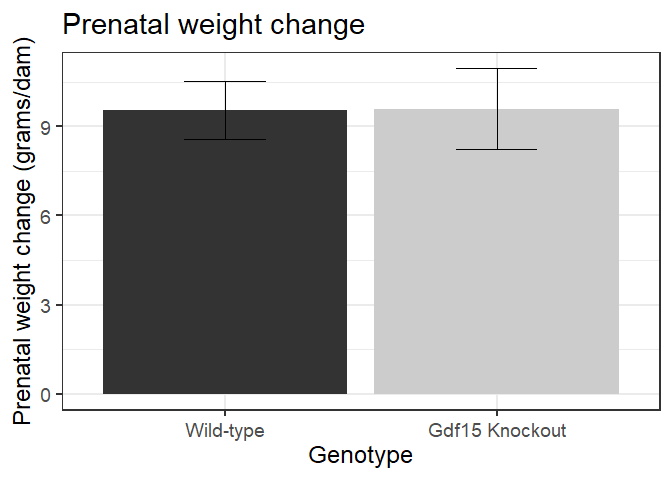 Prenatal weight change
Prenatal weight change (grams/dam)
9
6
3
0
Wild-type
Gdf15 Knockout
Genotype